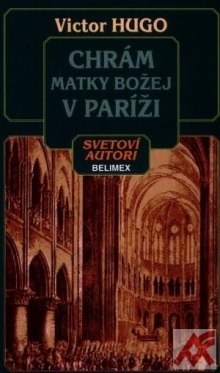 Victor HUGO
CHRÁM
MATKY BOŽEJ
V PARÍŽI
SVETOVÍ
AUTORI
BELIMEX